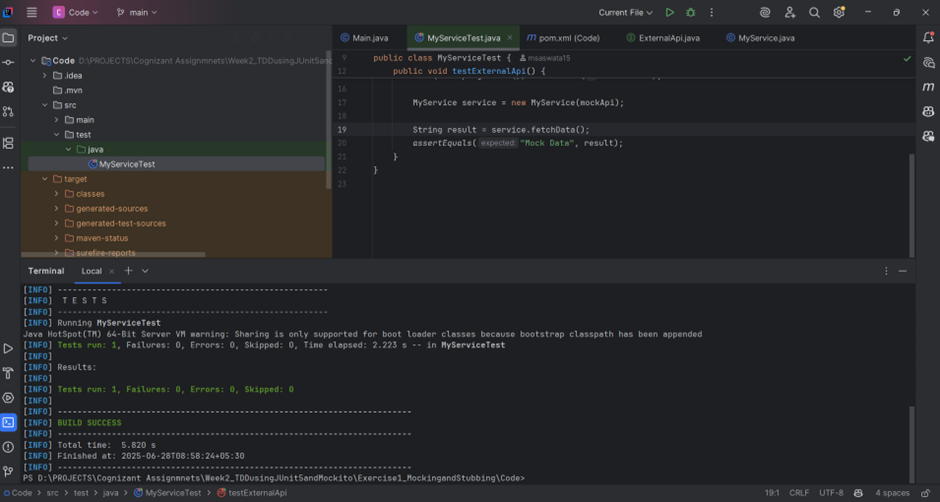 C Code main Current File
Project
Main.java MyServiceTest.java pom.xml (Code) ExternalApi.java MyService.java
Code D:\PROJECTS\Cognizant Assignmnets\Week2_TDDusingJUnit5and
.idea
.mvn
src
main
test
java
MyServiceTest
target
classes
generated-sources
generated-test-sources
maven-status
surefire-reports
9 public class MyServiceTest { msaswata15
12 public void testExternalApi() {
16
17 MyService service = new MyService(mockApi);
18
19 String result = service.fetchData();
20 assertEquals( expected: "Mock Data", result);
21 }
22 }
23
Terminal Local
[INFO] -------------------------------------------------------
[INFO] T E S T S
[INFO] -------------------------------------------------------
[INFO] Running MyServiceTest
Java HotSpot(TM) 64-Bit Server VM warning: Sharing is only supported for boot loader classes because bootstrap classpath has been appended
[INFO] Tests run: 1, Failures: 0, Errors: 0, Skipped: 0, Time elapsed: 2.223 s -- in MyServiceTest
[INFO]
[INFO] Results:
[INFO]
[INFO] Tests run: 1, Failures: 0, Errors: 0, Skipped: 0
[INFO]
[INFO] ------------------------------------------------------------------------
[INFO] BUILD SUCCESS
[INFO] ------------------------------------------------------------------------
[INFO] Total time:  5.820 s
[INFO] Finished at: 2025-06-28T08:58:24+05:30
[INFO] ------------------------------------------------------------------------
PS D:\PROJECTS\Cognizant Assignmnets\Week2_TDDusingJUnit5andMockito\Exercise1_MockingandStubbing\Code>
Code > src > test > java > MyServiceTest > testExternalApi 19:1 CRLF UTF-8 4 spaces